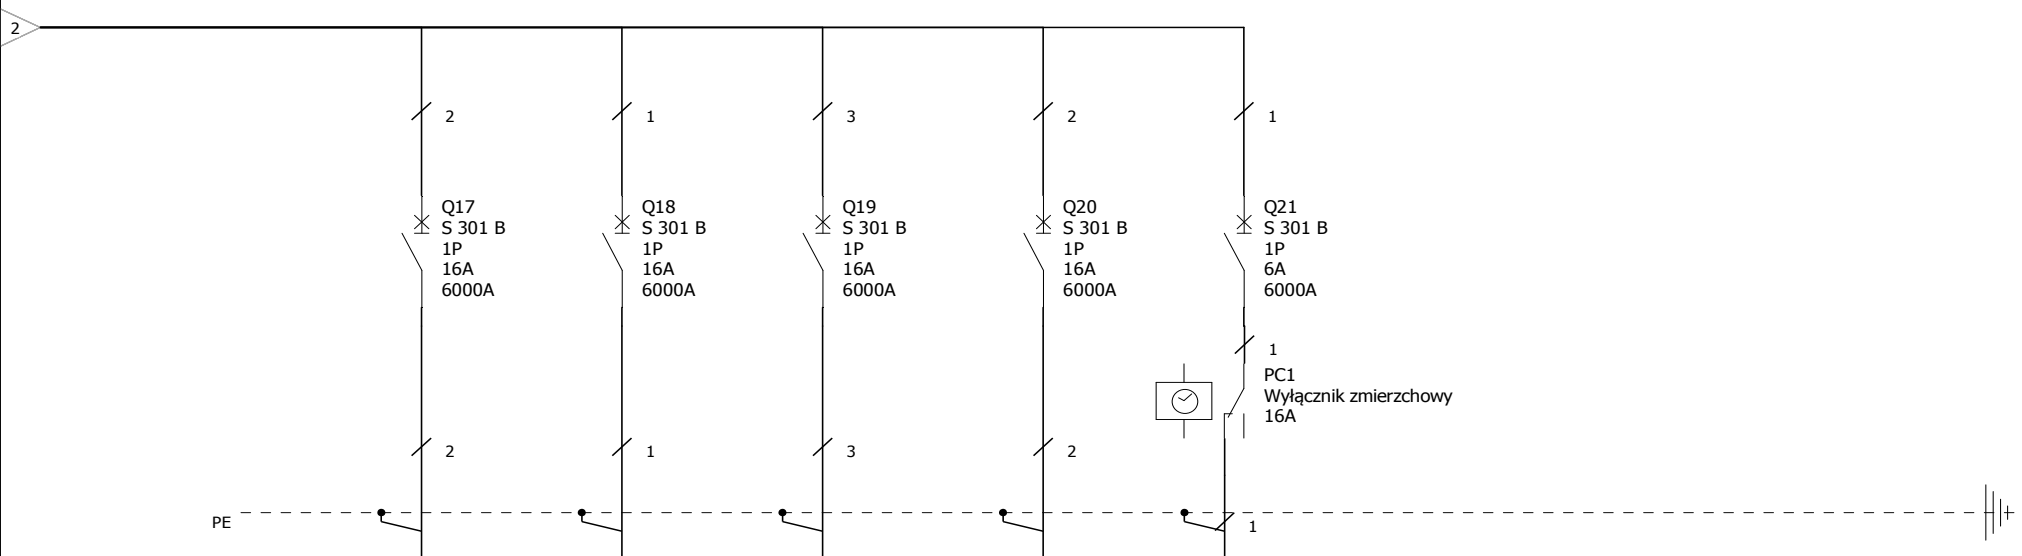 2
2
1
3
2
1
Q17
S 301 B
1P
16A
6000A
Q18
S 301 B
1P
16A
6000A
Q19
S 301 B
1P
16A
6000A
Q20
S 301 B
1P
16A
6000A
Q21
S 301 B
1P
6A
6000A
1
PC1
Wyłącznik zmierzchowy
16A
2
1
3
2
PE
1